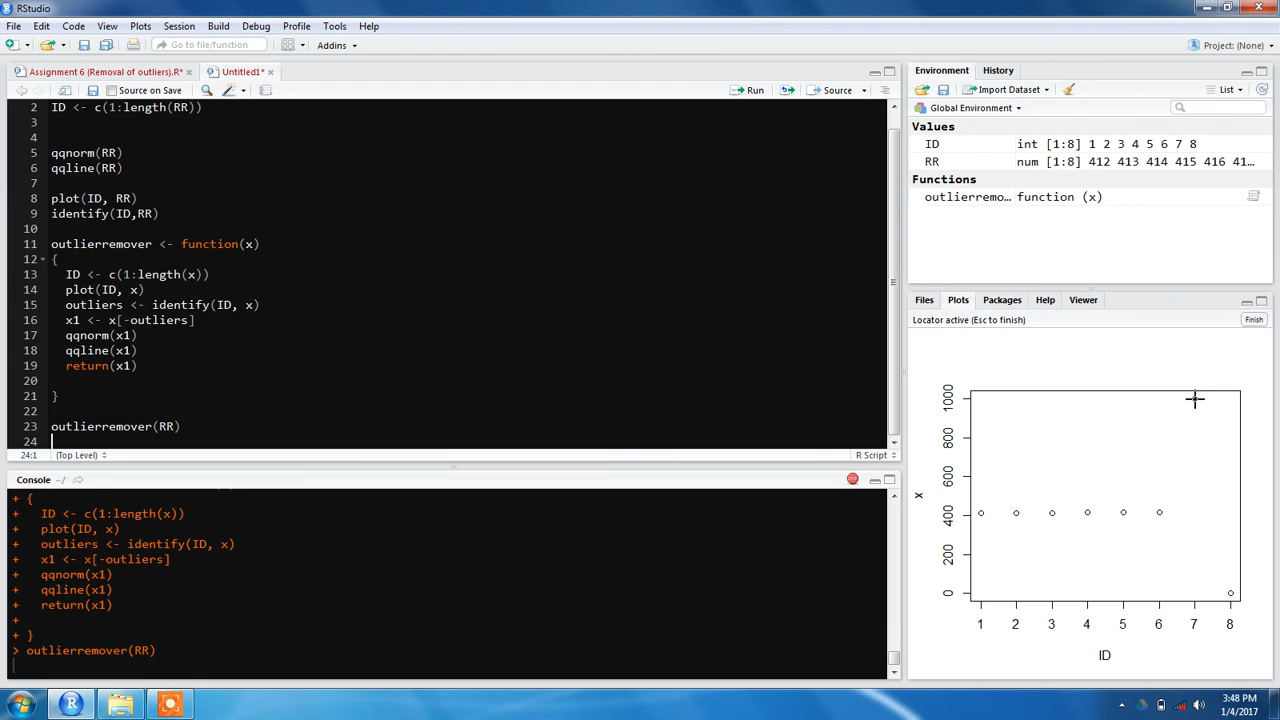 RStudio
File Edit Code View Plots Session Build Debug Profile Tools Help
Go to file/function Addins Project: (None)
Assignment 6 (Removal of outliers).R* Untitled1*
Source on Save Run Source
2 ID <- c(1:length(RR))
3
4
5 qqnorm(RR)
6 qqline(RR)
7
8 plot(ID, RR)
9 identify(ID,RR)
10
11 outlierremover <- function(x)
12 {
13 ID <- c(1:length(x))
14 plot(ID, x)
15 outliers <- identify(ID, x)
16 x1 <- x[-outliers]
17 qqnorm(x1)
18 qqline(x1)
19 return(x1)
20
21 }
22
23 outlierremover(RR)
24
24:1 (Top Level) R Script
Console ~/
+ {
+ ID <- c(1:length(x))
+ plot(ID, x)
+ outliers <- identify(ID, x)
+ x1 <- x[-outliers]
+ qqnorm(x1)
+ qqline(x1)
+ return(x1)
+
+ }
> outlierremover(RR)
Environment History
Import Dataset List
Global Environment
Values
ID int [1:8] 1 2 3 4 5 6 7 8
RR num [1:8] 412 413 414 415 416 41...
Functions
outlierremo... function (x)
Files Plots Packages Help Viewer
Locator active (Esc to finish) Finish
1000
800
600
400
200
0
x
1 2 3 4 5 6 7 8
ID
3:48 PM
1/4/2017